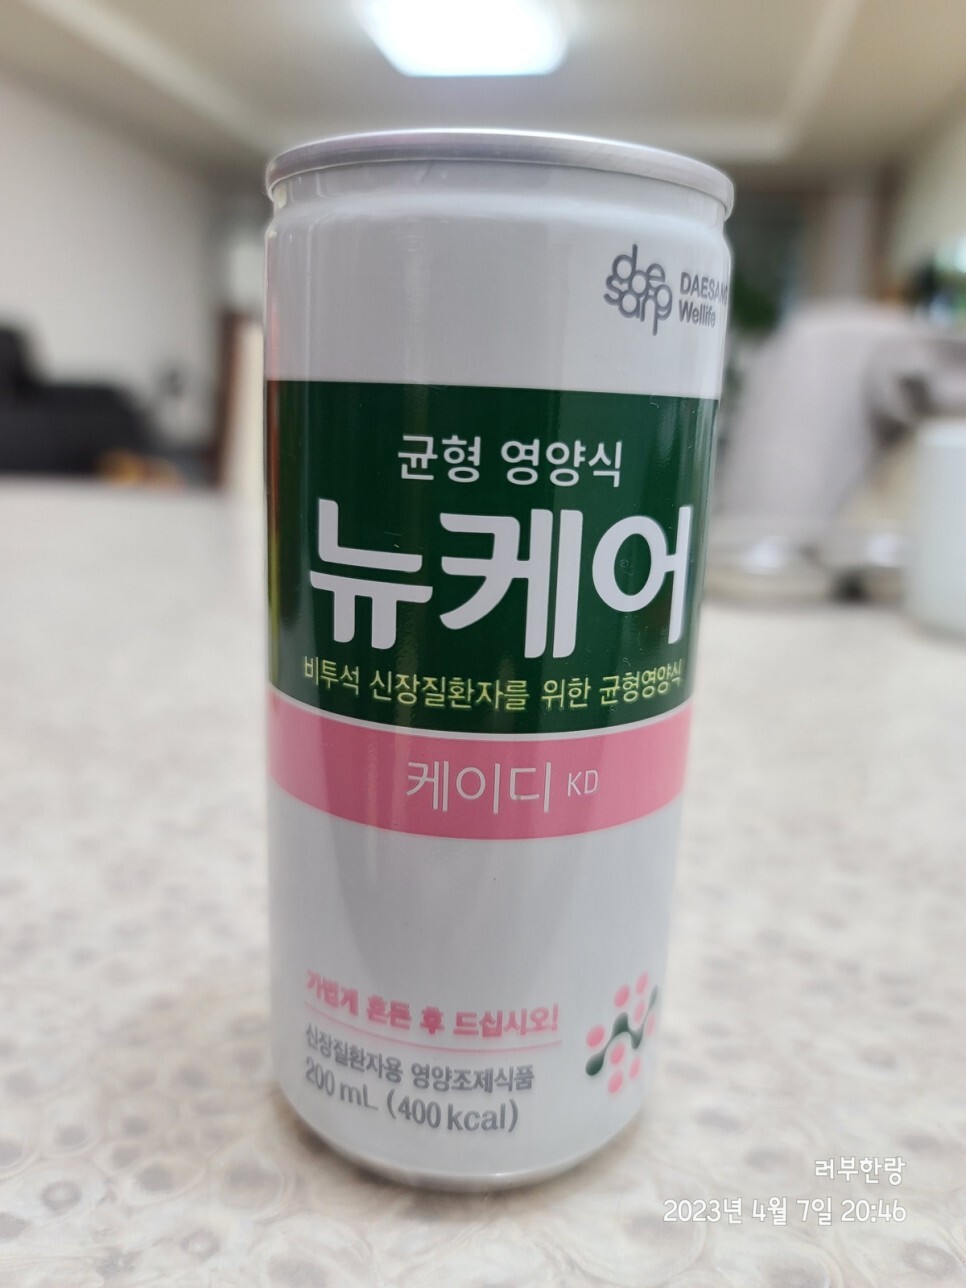 daesang
DAESANG
Wellife
균형 영양식
뉴케어
비투석 신장질환자를 위한 균형영양식
케이디 KD
가볍게 흔든 후 드십시오!
신장질환자용 영양조제식품
200 mL (400 kcal)
러부한랑
2023년 4월 7일 20:46